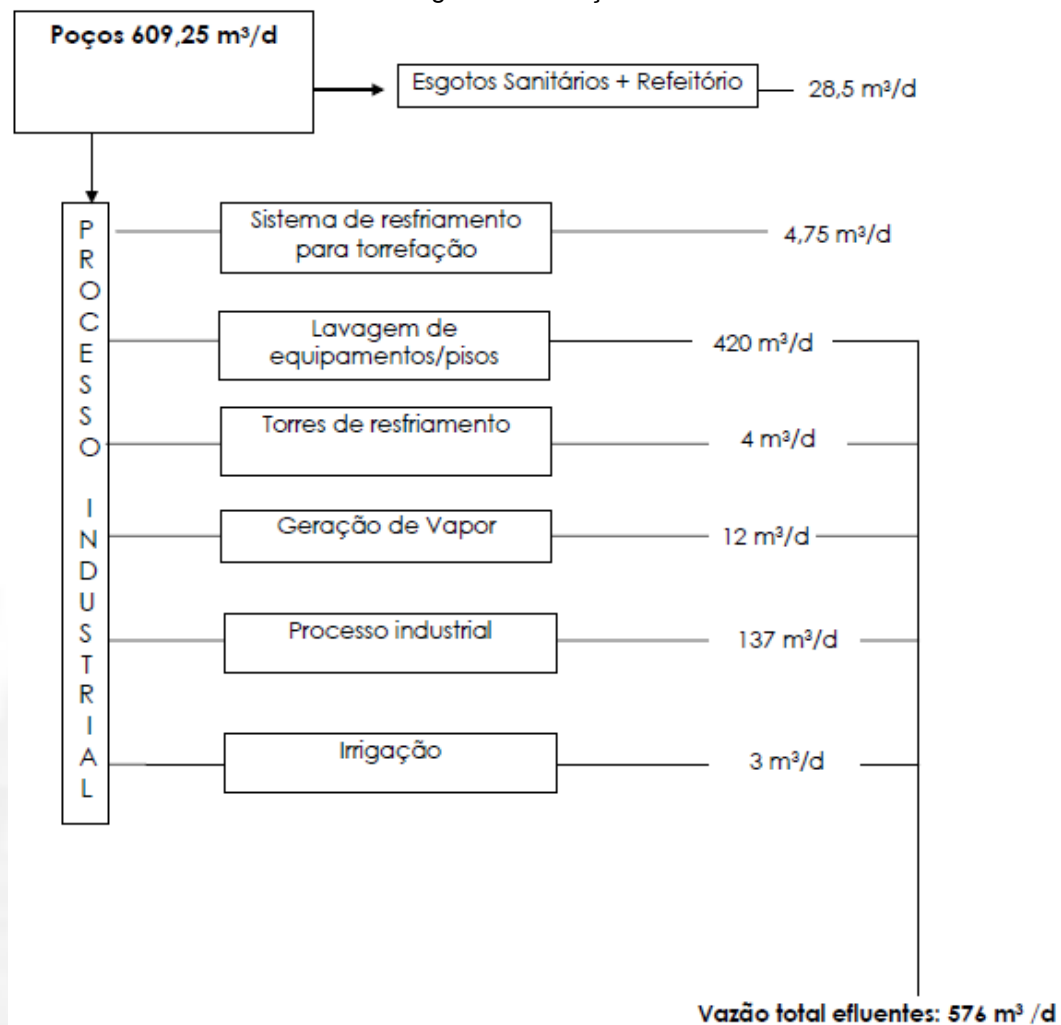 Poços 609,25 m³/d
Esgotos Sanitários + Refeitório
28,5 m³/d
PROCESSO INDUSTRIAL
Sistema de resfriamento
para torrefação
4,75 m³/d
Lavagem de
equipamentos/pisos
420 m³/d
Torres de resfriamento
4 m³/d
Geração de Vapor
12 m³/d
Processo industrial
137 m³/d
Irrigação
3 m³/d
Vazão total efluentes: 576 m³ /d